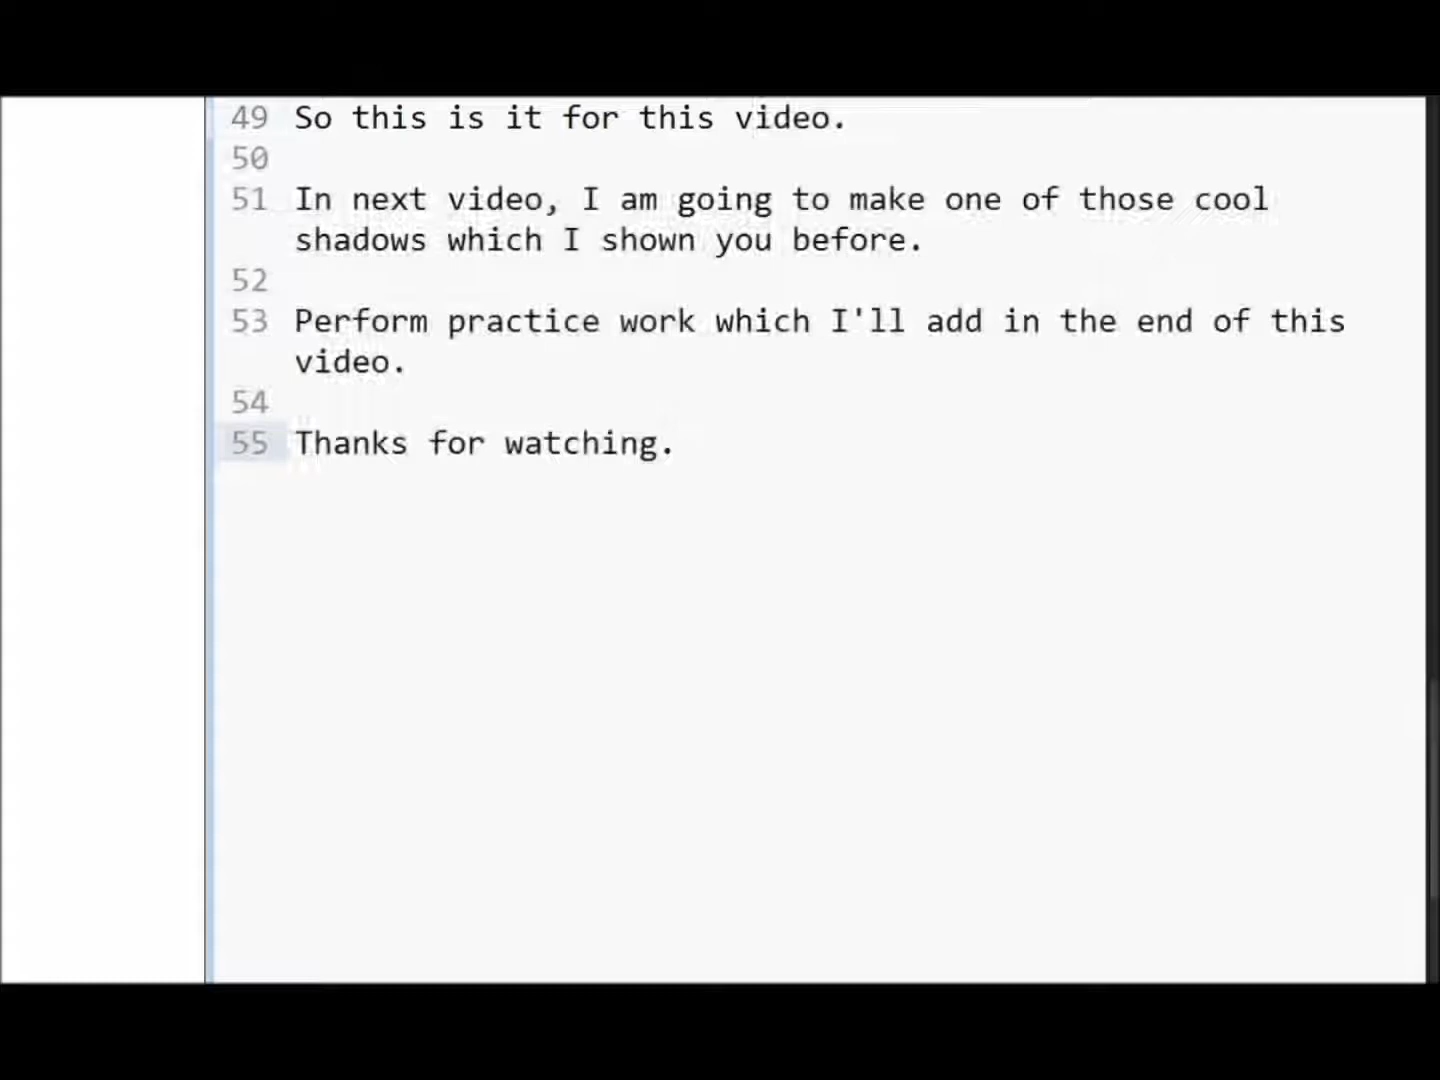 49 So this is it for this video.
50
51 In next video, I am going to make one of those cool
shadows which I shown you before.
52
53 Perform practice work which I'll add in the end of this
video.
54
55 Thanks for watching.